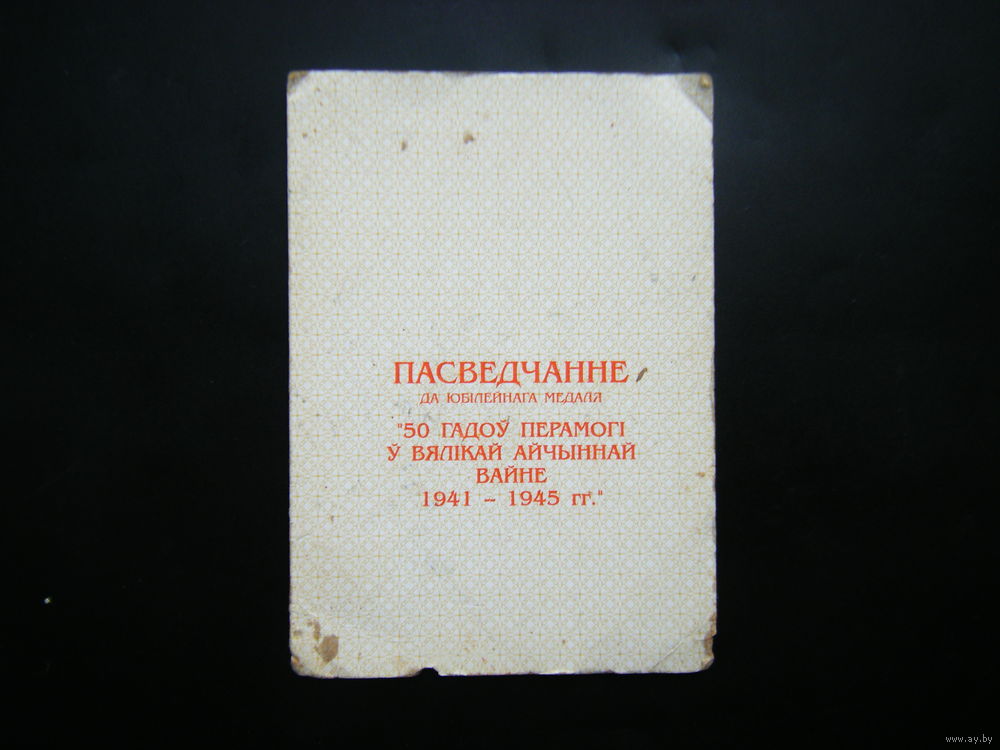 ПАСВЕДЧАННЕ
ДА ЮБІЛЕЙНАГА МЕДАЛЯ
"50 ГАДОЎ ПЕРАМОГІ
Ў ВЯЛІКАЙ АЙЧЫННАЙ
ВАЙНЕ
1941 – 1945 гг."
www.ay.by